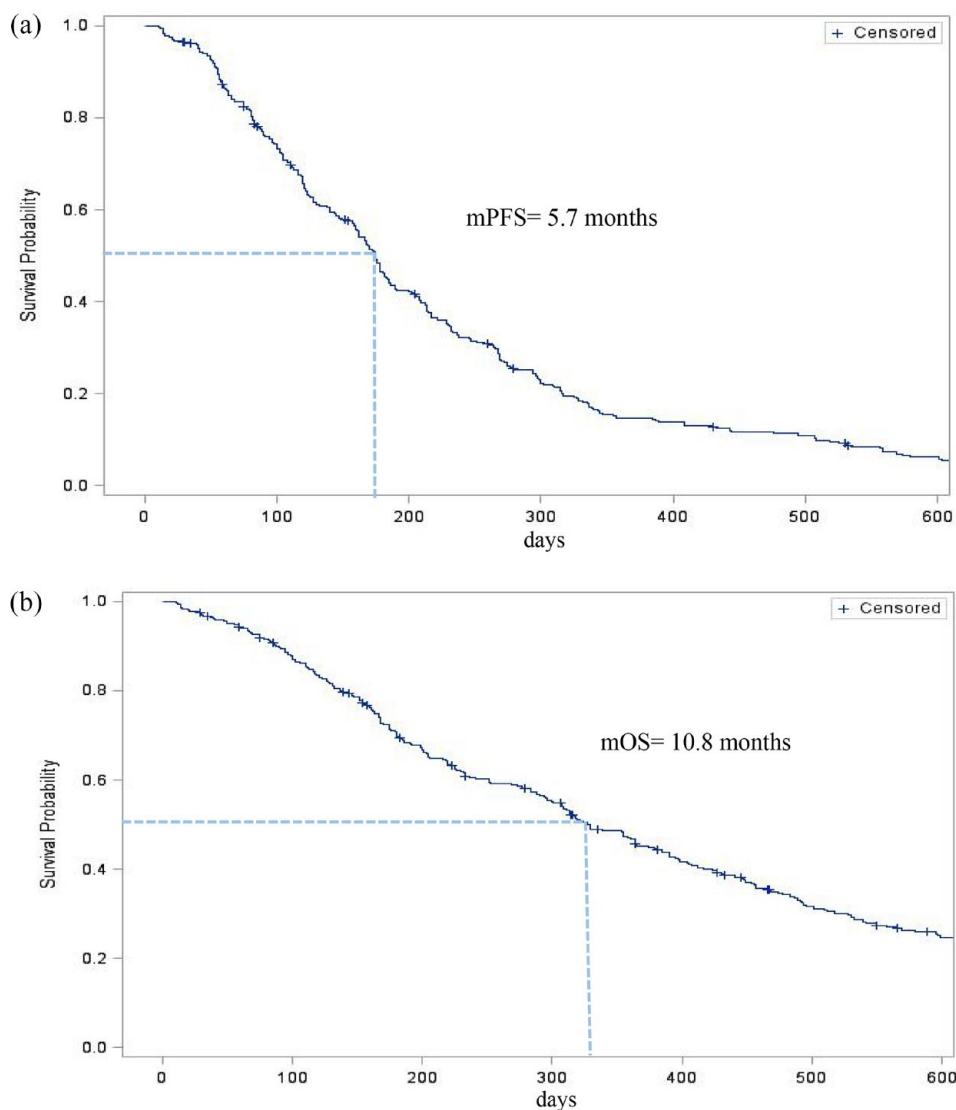 (a)
+ Censored
1.0
0.8
0.6
0.4
0.2
0.0
Survival Probability
mPFS= 5.7 months
0 100 200 300 400 500 600
days
(b)
+ Censored
1.0
0.8
0.6
0.4
0.2
0.0
Survival Probability
mOS= 10.8 months
0 100 200 300 400 500 600
days